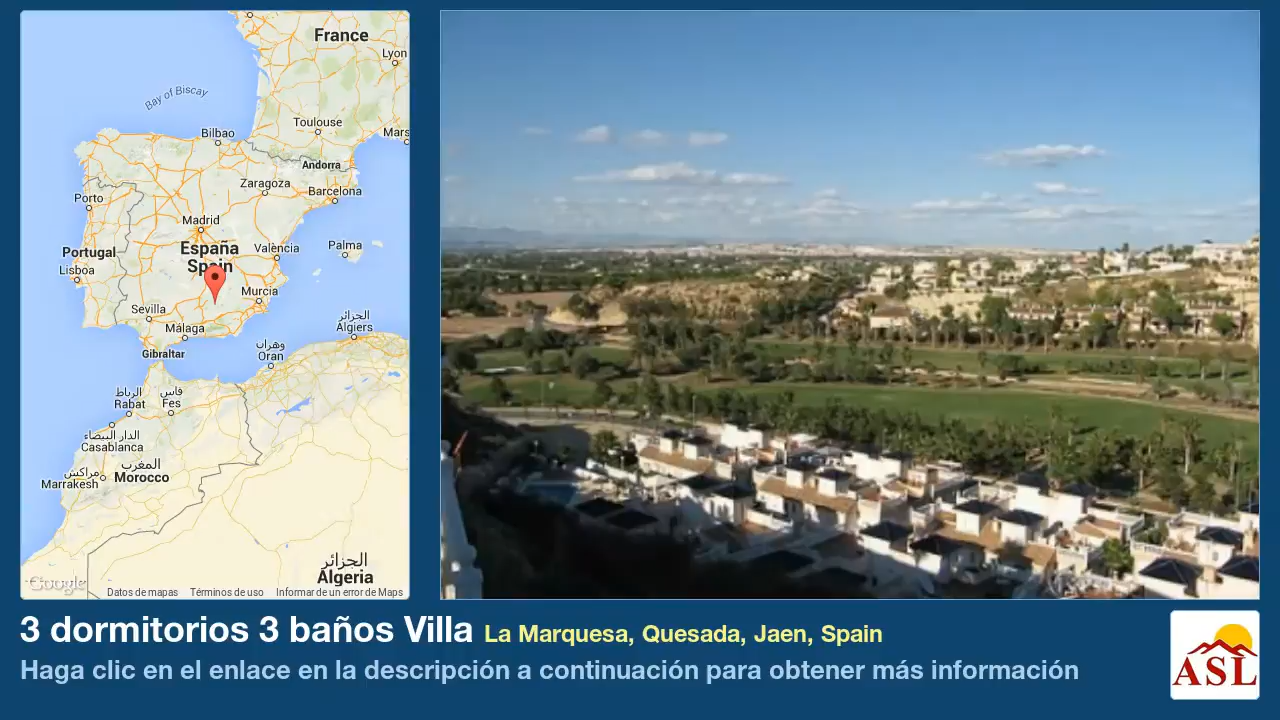 France
Lyon
Bay of Biscay
Toulouse
Bilbao
Mars
Andorra
Zaragoza
Barcelona
Porto
Madrid
España
Spain
València
Palma
Portugal
Lisboa
Murcia
Sevilla
Málaga
الجزائر
Algiers
Gibraltar
وهران
Oran
الرباط
Rabat
فاس
Fes
الدار البيضاء
Casablanca
المغرب
Morocco
مراكش
Marrakesh
الجزائر
Algeria
Google
Datos de mapas Términos de uso Informar de un error de Maps
3 dormitorios 3 baños Villa La Marquesa, Quesada, Jaen, Spain
Haga clic en el enlace en la descripción a continuación para obtener más información
ASL